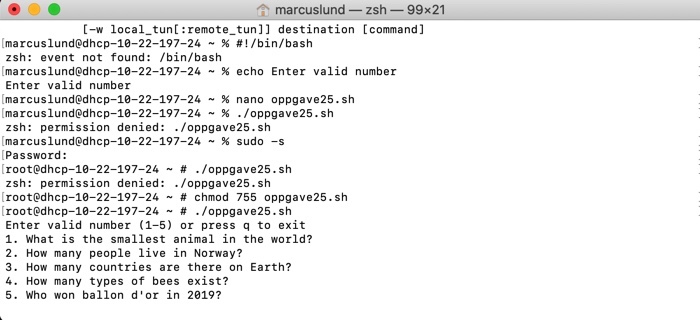 marcuslund — zsh — 99×21
[-w local_tun[:remote_tun]] destination [command]
[marcuslund@dhcp-10-22-197-24 ~ % #!/bin/bash
zsh: event not found: /bin/bash
[marcuslund@dhcp-10-22-197-24 ~ % echo Enter valid number
Enter valid number
[marcuslund@dhcp-10-22-197-24 ~ % nano oppgave25.sh
[marcuslund@dhcp-10-22-197-24 ~ % ./oppgave25.sh
zsh: permission denied: ./oppgave25.sh
[marcuslund@dhcp-10-22-197-24 ~ % sudo -s
[Password:
[root@dhcp-10-22-197-24 ~ # ./oppgave25.sh
zsh: permission denied: ./oppgave25.sh
[root@dhcp-10-22-197-24 ~ # chmod 755 oppgave25.sh
[root@dhcp-10-22-197-24 ~ # ./oppgave25.sh
Enter valid number (1-5) or press q to exit
1. What is the smallest animal in the world?
2. How many people live in Norway?
3. How many countries are there on Earth?
4. How many types of bees exist?
5. Who won ballon d'or in 2019?